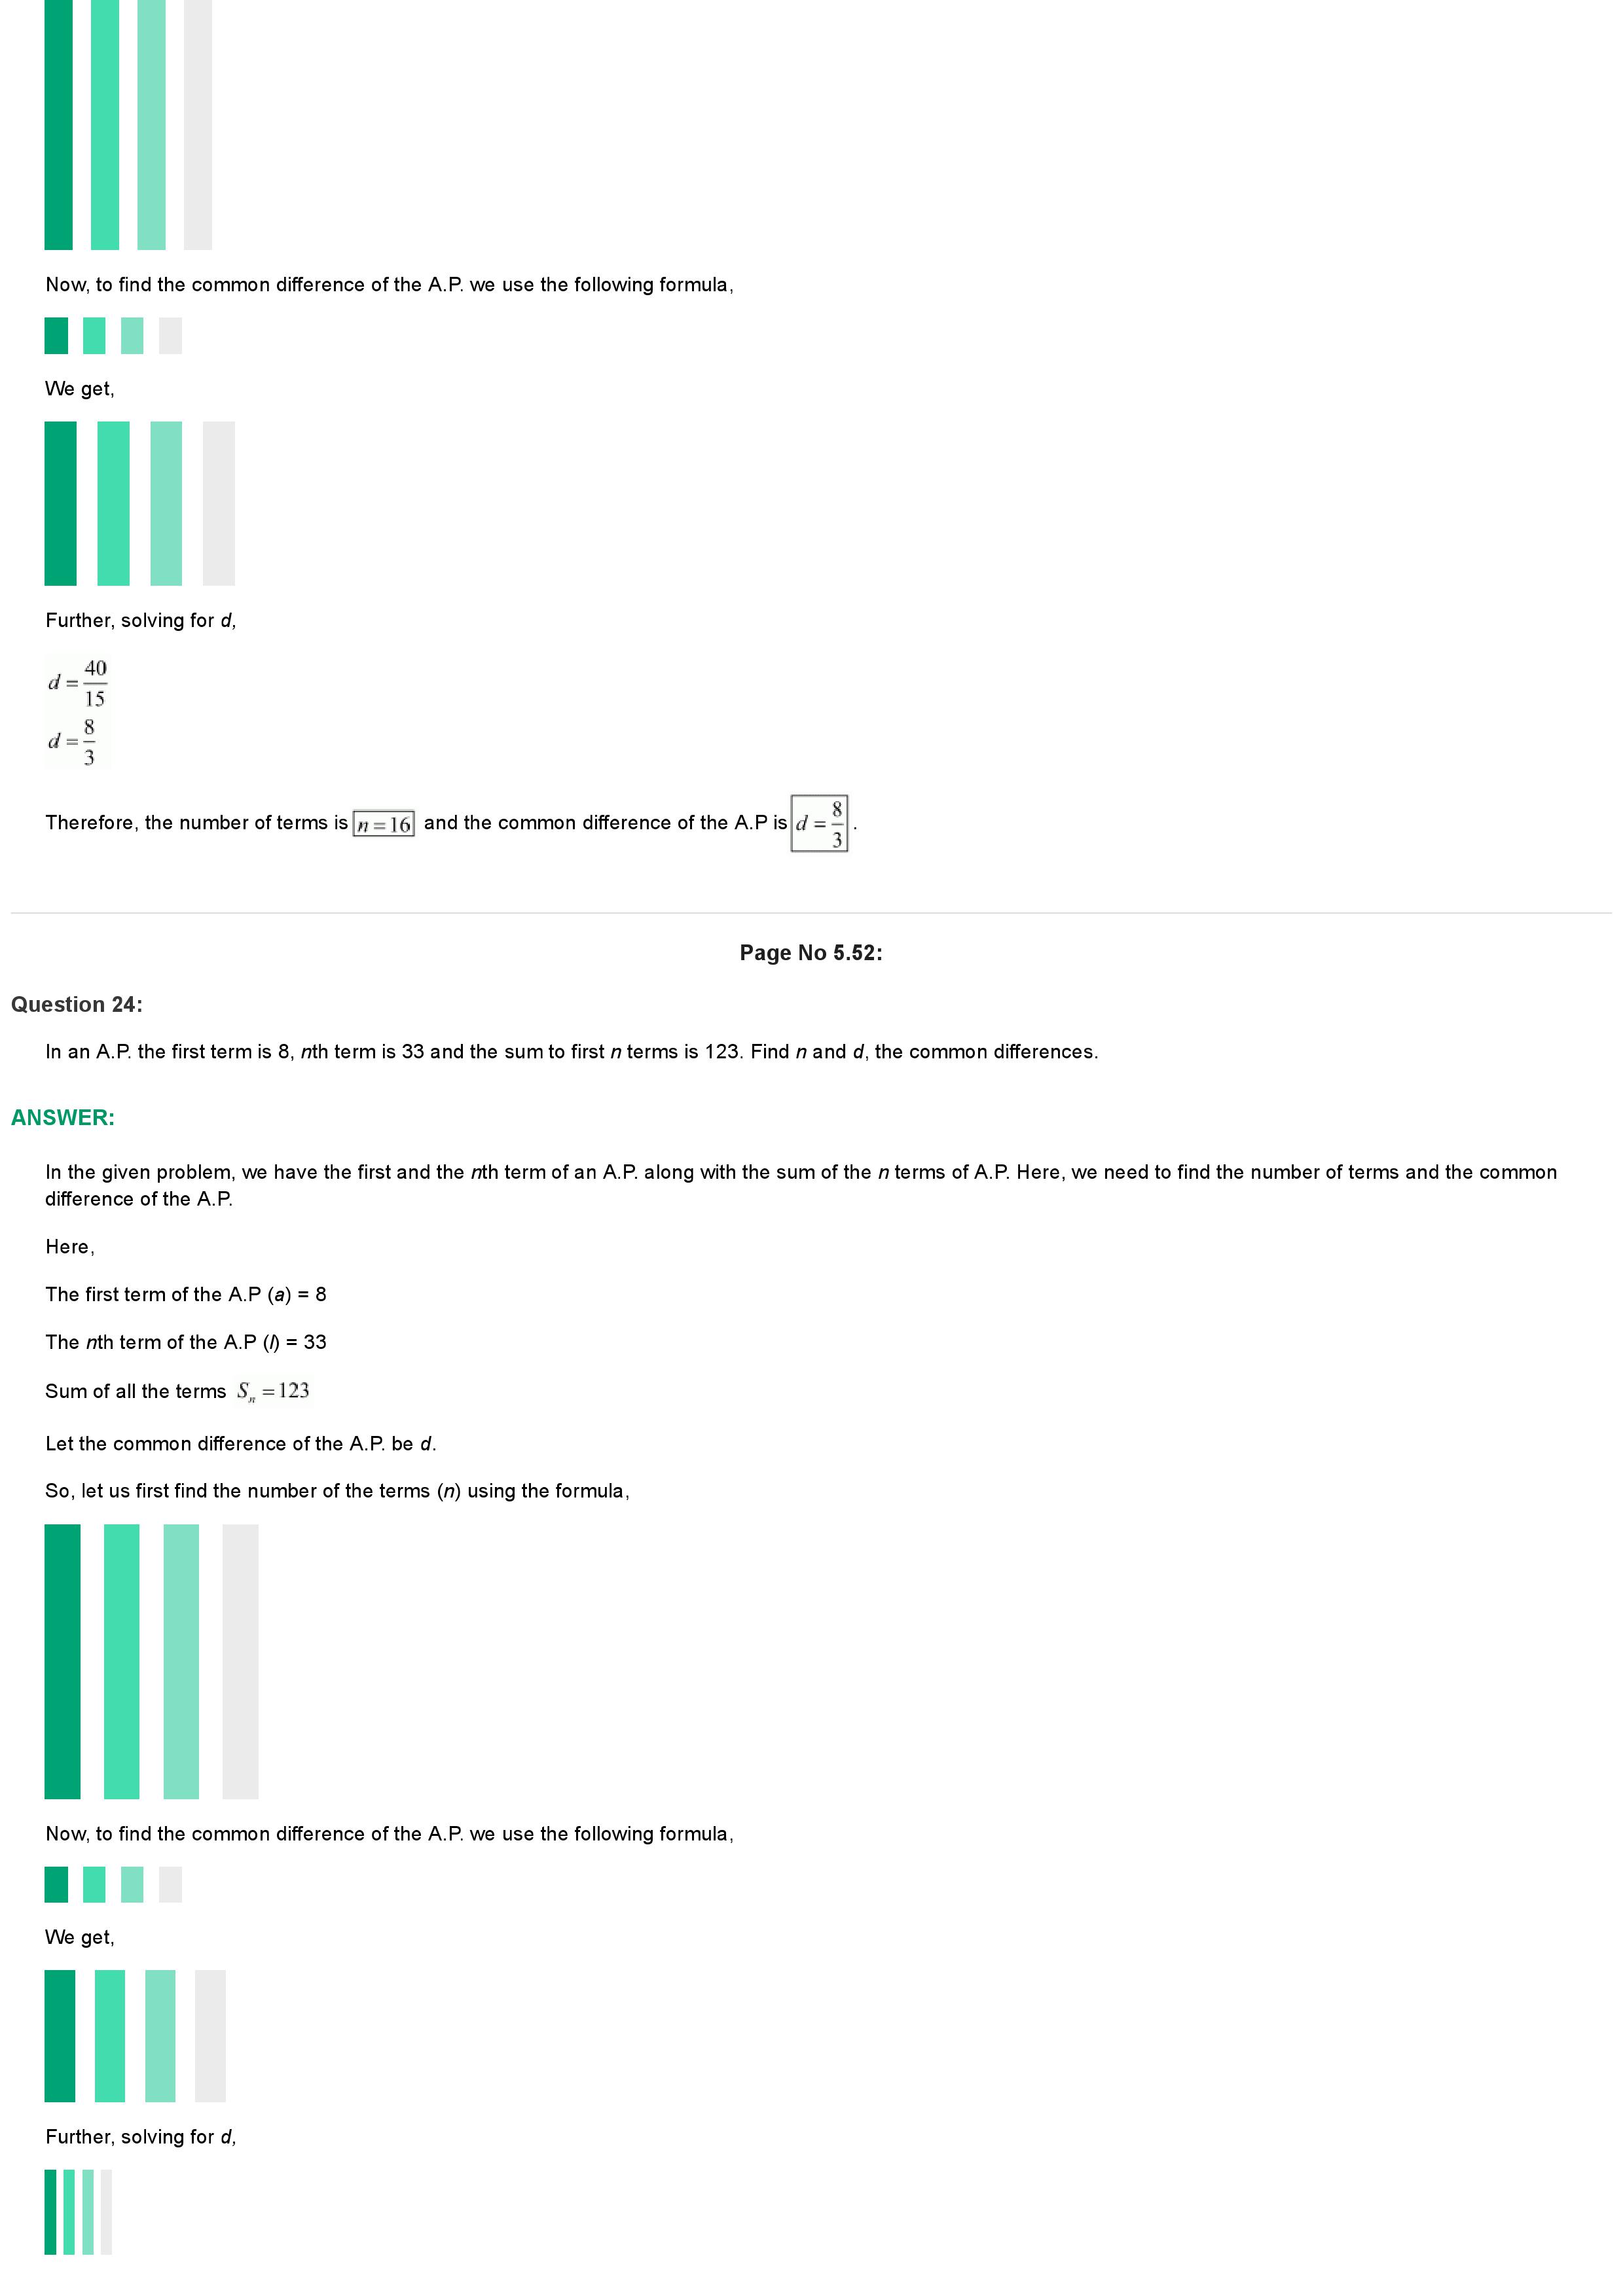 Now, to find the common difference of the A.P. we use the following formula,
We get,
Further, solving for d,
d = 40/15
d = 8/3
Therefore, the number of terms is n = 16 and the common difference of the A.P is d = 8/3 .
Page No 5.52:
Question 24:
In an A.P. the first term is 8, nth term is 33 and the sum to first n terms is 123. Find n and d, the common differences.
ANSWER:
In the given problem, we have the first and the nth term of an A.P. along with the sum of the n terms of A.P. Here, we need to find the number of terms and the common
difference of the A.P.
Here,
The first term of the A.P (a) = 8
The nth term of the A.P (l) = 33
Sum of all the terms Sₙ = 123
Let the common difference of the A.P. be d.
So, let us first find the number of the terms (n) using the formula,
Now, to find the common difference of the A.P. we use the following formula,
We get,
Further, solving for d,